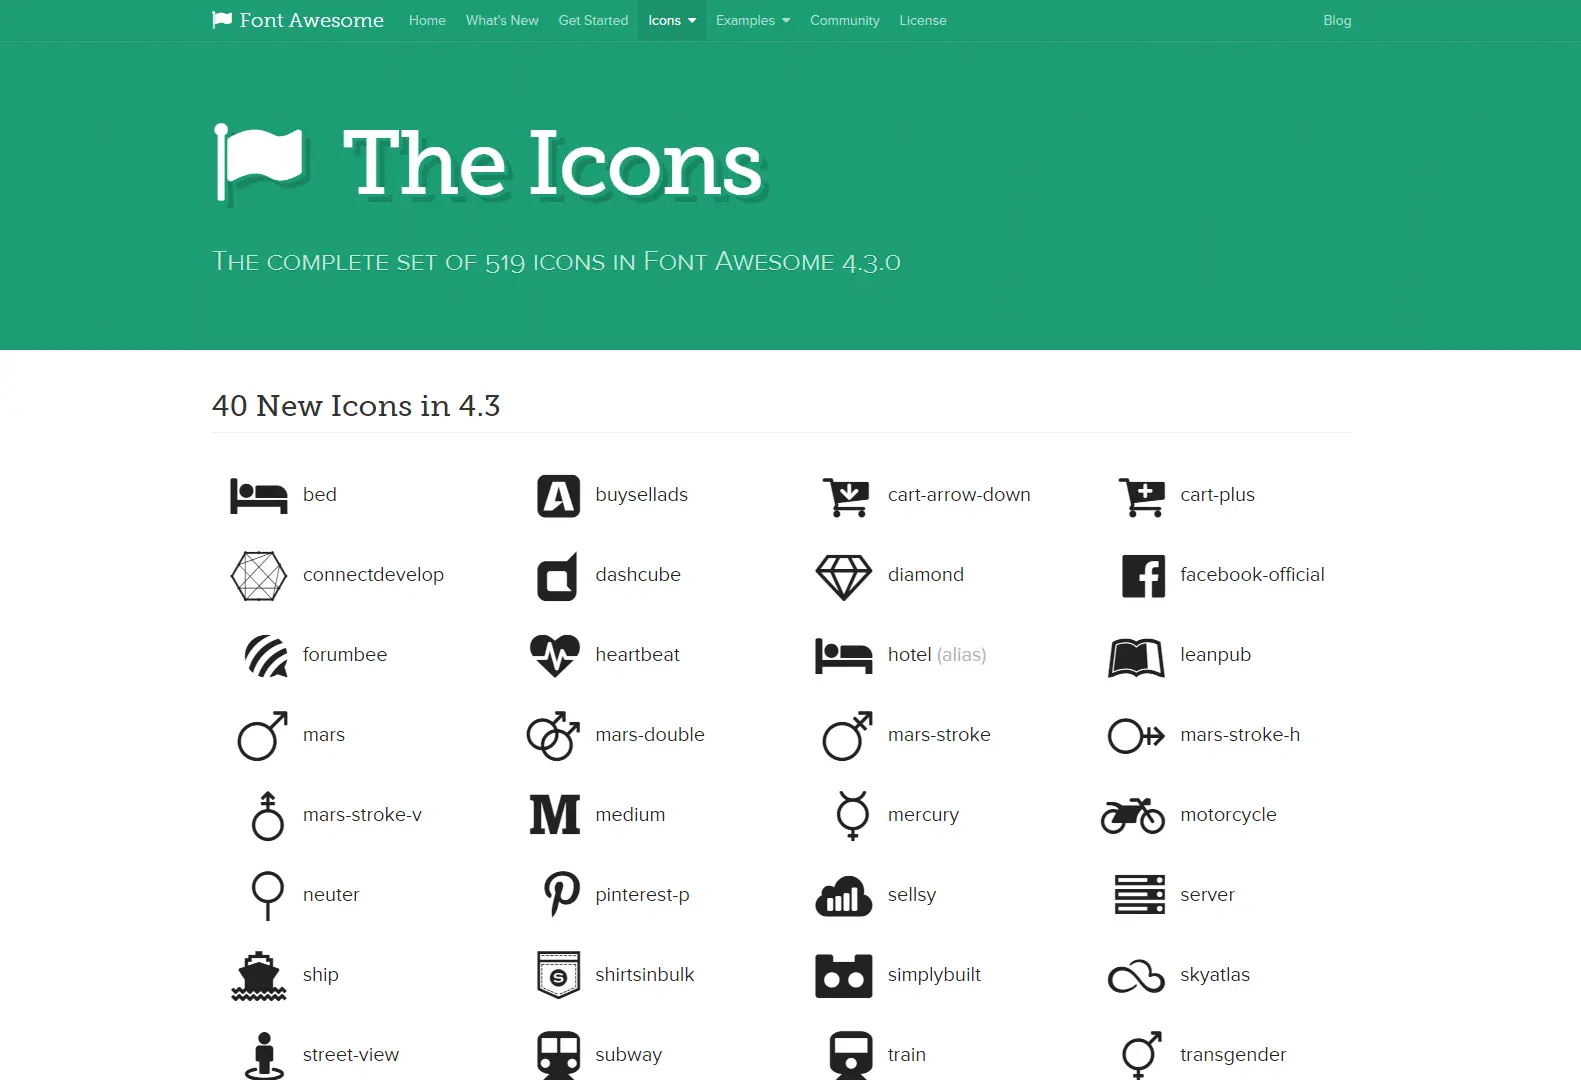 Font Awesome Home What's New Get Started Icons Examples Community License Blog
The Icons
The complete set of 519 icons in Font Awesome 4.3.0
40 New Icons in 4.3
bed buysellads cart-arrow-down cart-plus
connectdevelop dashcube diamond facebook-official
forumbee heartbeat hotel (alias) leanpub
mars mars-double mars-stroke mars-stroke-h
mars-stroke-v medium mercury motorcycle
neuter pinterest-p sellsy server
ship shirtsinbulk simplybuilt skyatlas
street-view subway train transgender